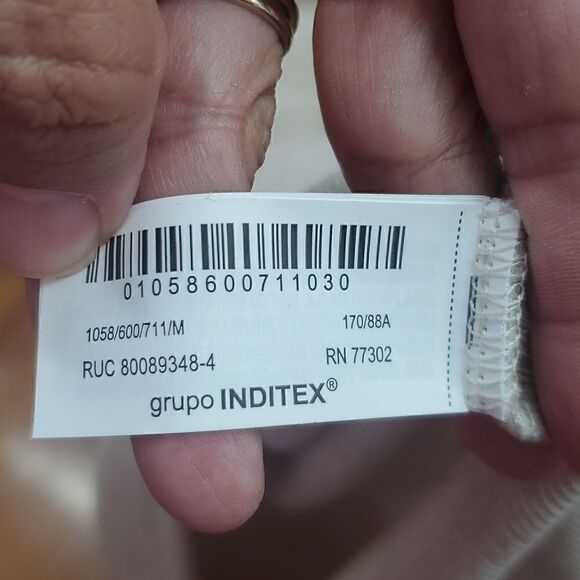 01058600711030
1058/600/711/M 170/88A
RUC 80089348-4 RN 77302
grupo INDITEX®